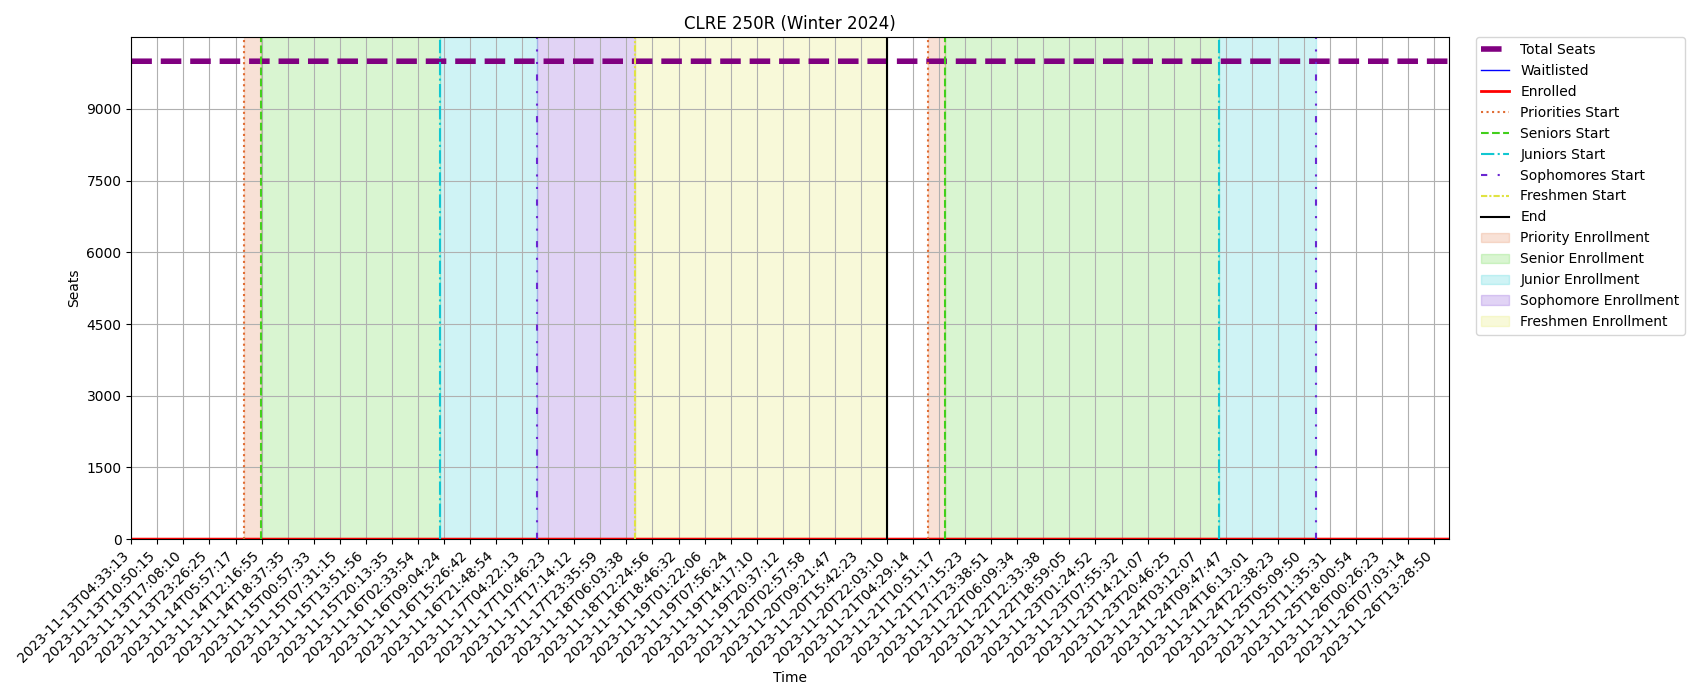 CLRE 250R (Winter 2024)
Seats
9000
7500
6000
4500
3000
1500
0
2023-11-13T04:33:13
2023-11-13T10:50:15
2023-11-13T17:08:10
2023-11-13T23:26:25
2023-11-14T05:57:17
2023-11-14T12:16:55
2023-11-14T18:37:35
2023-11-15T00:57:33
2023-11-15T07:31:15
2023-11-15T13:51:56
2023-11-15T20:13:35
2023-11-16T02:33:54
2023-11-16T09:04:24
2023-11-16T15:26:42
2023-11-16T21:48:54
2023-11-17T04:22:13
2023-11-17T10:46:23
2023-11-17T17:14:12
2023-11-17T23:35:59
2023-11-18T06:03:38
2023-11-18T12:24:56
2023-11-18T18:46:32
2023-11-19T01:22:06
2023-11-19T07:56:24
2023-11-19T14:17:10
2023-11-19T20:37:12
2023-11-20T02:57:58
2023-11-20T09:21:47
2023-11-20T15:42:23
2023-11-20T22:03:10
2023-11-21T04:29:14
2023-11-21T10:51:17
2023-11-21T17:15:23
2023-11-21T23:38:51
2023-11-22T06:09:34
2023-11-22T12:33:38
2023-11-22T18:59:05
2023-11-23T01:24:52
2023-11-23T07:55:32
2023-11-23T14:21:07
2023-11-23T20:46:25
2023-11-24T03:12:07
2023-11-24T09:47:47
2023-11-24T16:13:01
2023-11-24T22:38:23
2023-11-25T05:09:50
2023-11-25T11:35:31
2023-11-25T18:00:54
2023-11-26T00:26:23
2023-11-26T07:03:14
2023-11-26T13:28:50
Time
Total Seats
Waitlisted
Enrolled
Priorities Start
Seniors Start
Juniors Start
Sophomores Start
Freshmen Start
End
Priority Enrollment
Senior Enrollment
Junior Enrollment
Sophomore Enrollment
Freshmen Enrollment